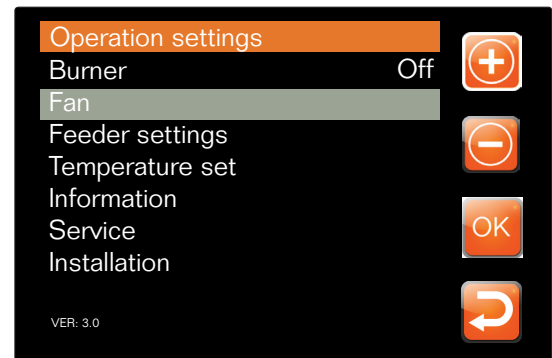 Operation settings
Burner Off
Fan
Feeder settings
Temperature set
Information
Service
Installation
OK
VER: 3.0